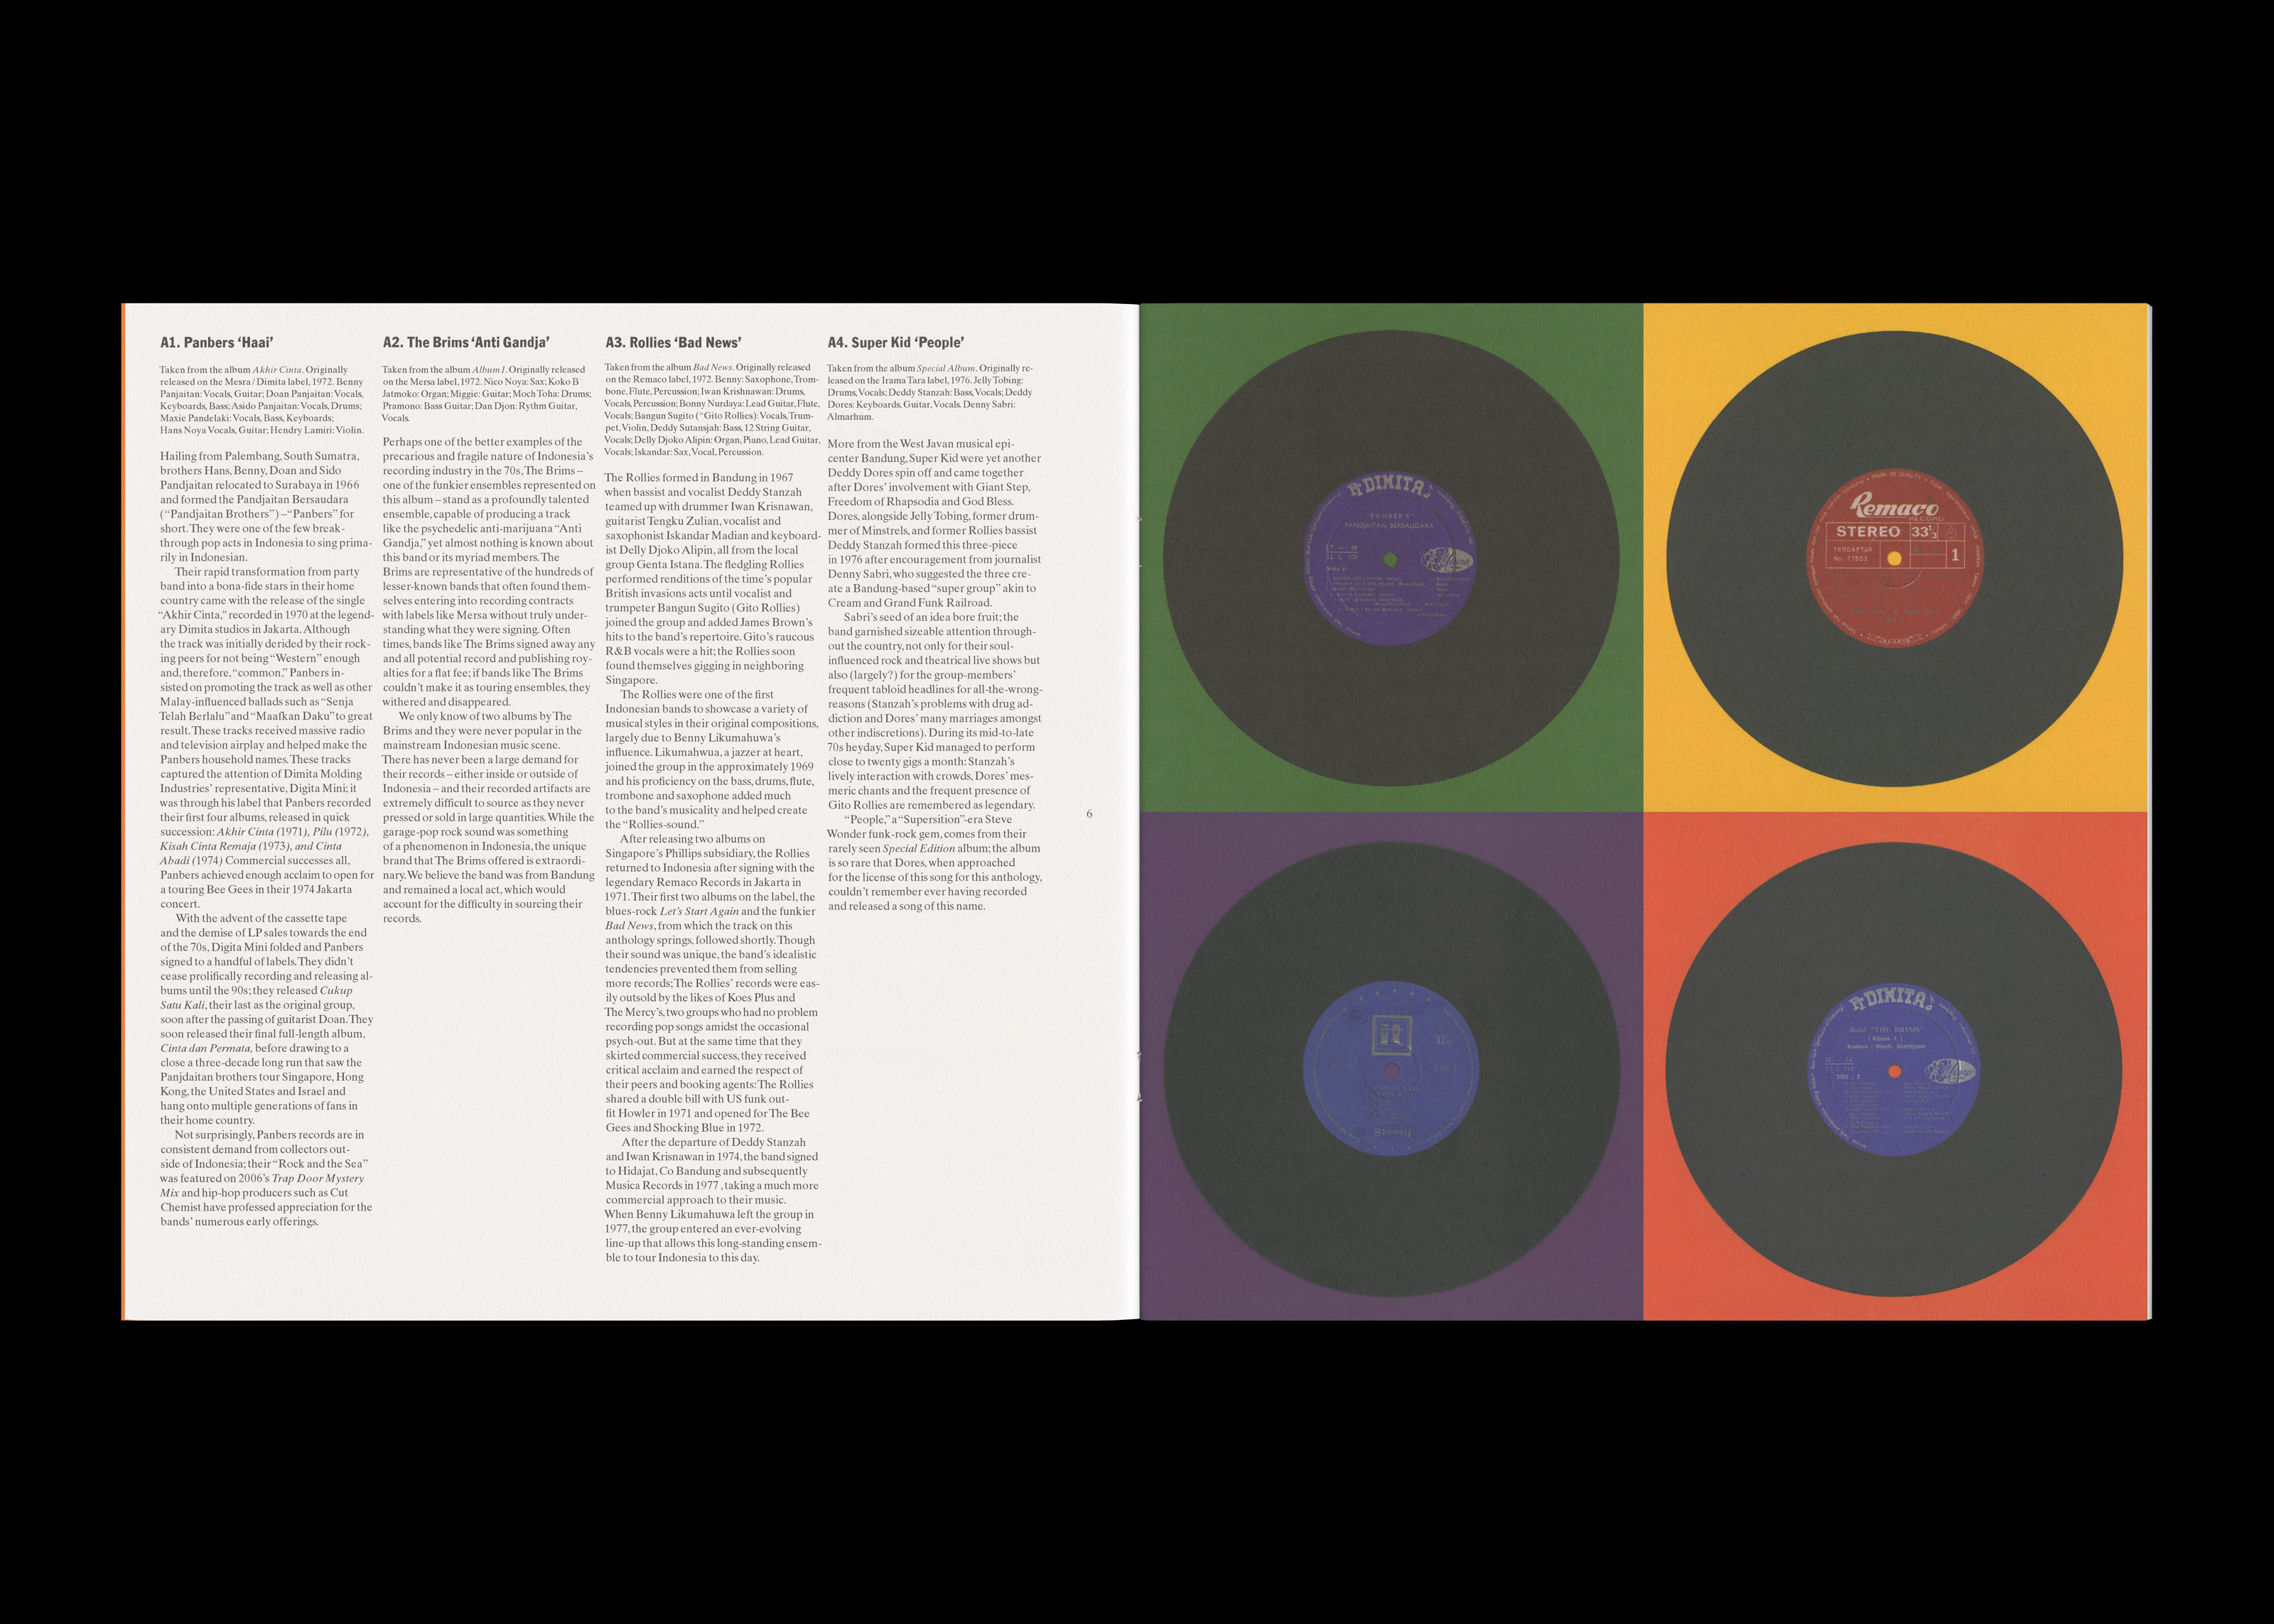 A1. Panbers ‘Haai’
Taken from the album Akhir Cinta. Originally
released on the Mesra / Dimita label, 1972. Benny
Panjaitan: Vocals, Guitar; Doan Panjaitan: Vocals,
Keyboards, Bass; Asido Panjaitan: Vocals, Drums;
Maxie Pandelaki: Vocals, Bass, Keyboards;
Hans Noya Vocals, Guitar; Hendry Lamiri: Violin.
Hailing from Palembang, South Sumatra,
brothers Hans, Benny, Doan and Sido
Pandjaitan relocated to Surabaya in 1966
and formed the Pandjaitan Bersaudara
(“Pandjaitan Brothers”) –“Panbers” for
short. They were one of the few break-
through pop acts in Indonesia to sing prima-
rily in Indonesian.
Their rapid transformation from party
band into a bona-fide stars in their home
country came with the release of the single
“Akhir Cinta,” recorded in 1970 at the legend-
ary Dimita studios in Jakarta. Although
the track was initially derided by their rock-
ing peers for not being “Western” enough
and, therefore, “common,” Panbers in-
sisted on promoting the track as well as other
Malay-influenced ballads such as “Senja
Telah Berlalu” and “Maafkan Daku” to great
result. These tracks received massive radio
and television airplay and helped make the
Panbers household names. These tracks
captured the attention of Dimita Molding
Industries’ representative, Digita Mini; it
was through his label that Panbers recorded
their first four albums, released in quick
succession: Akhir Cinta (1971), Pilu (1972),
Kisah Cinta Remaja (1973), and Cinta
Abadi (1974) Commercial successes all,
Panbers achieved enough acclaim to open for
a touring Bee Gees in their 1974 Jakarta
concert.
With the advent of the cassette tape
and the demise of LP sales towards the end
of the 70s, Digita Mini folded and Panbers
signed to a handful of labels. They didn’t
cease prolifically recording and releasing al-
bums until the 90s; they released Cukup
Satu Kali, their last as the original group,
soon after the passing of guitarist Doan. They
soon released their final full-length album,
Cinta dan Permata, before drawing to a
close a three-decade long run that saw the
Panjdaitan brothers tour Singapore, Hong
Kong, the United States and Israel and
hang onto multiple generations of fans in
their home country.
Not surprisingly, Panbers records are in
consistent demand from collectors out-
side of Indonesia; their “Rock and the Sea”
was featured on 2006’s Trap Door Mystery
Mix and hip-hop producers such as Cut
Chemist have professed appreciation for the
bands’ numerous early offerings.
A2. The Brims ‘Anti Gandja’
Taken from the album Album 1. Originally released
on the Mersa label, 1972. Nico Noya: Sax; Koko B
Jatmoko: Organ; Miggie: Guitar; Moch Toha: Drums;
Pramono: Bass Guitar; Dan Djon: Rythm Guitar,
Vocals.
Perhaps one of the better examples of the
precarious and fragile nature of Indonesia’s
recording industry in the 70s, The Brims –
one of the funkier ensembles represented on
this album – stand as a profoundly talented
ensemble, capable of producing a track
like the psychedelic anti-marijuana “Anti
Gandja,” yet almost nothing is known about
this band or its myriad members. The
Brims are representative of the hundreds of
lesser-known bands that often found them-
selves entering into recording contracts
with labels like Mersa without truly under-
standing what they were signing. Often
times, bands like The Brims signed away any
and all potential record and publishing roy-
alties for a flat fee; if bands like The Brims
couldn’t make it as touring ensembles, they
withered and disappeared.
We only know of two albums by The
Brims and they were never popular in the
mainstream Indonesian music scene.
There has never been a large demand for
their records – either inside or outside of
Indonesia – and their recorded artifacts are
extremely difficult to source as they never
pressed or sold in large quantities. While the
garage-pop rock sound was something
of a phenomenon in Indonesia, the unique
brand that The Brims offered is extraordi-
nary. We believe the band was from Bandung
and remained a local act, which would
account for the difficulty in sourcing their
records.
A3. Rollies ‘Bad News’
Taken from the album Bad News. Originally released
on the Remaco label, 1972. Benny: Saxophone, Trom-
bone, Flute, Percussion; Iwan Krishnawan: Drums,
Vocals, Percussion; Bonny Nurdaya: Lead Guitar, Flute,
Vocals; Bangun Sugito (“Gito Rollies): Vocals, Trum-
pet, Violin, Deddy Sutansjah: Bass, 12 String Guitar,
Vocals; Delly Djoko Alipin: Organ, Piano, Lead Guitar,
Vocals; Iskandar: Sax, Vocal, Percussion.
The Rollies formed in Bandung in 1967
when bassist and vocalist Deddy Stanzah
teamed up with drummer Iwan Krisnawan,
guitarist Tengku Zulian, vocalist and
saxophonist Iskandar Madian and keyboard-
ist Delly Djoko Alipin, all from the local
group Genta Istana. The fledgling Rollies
performed renditions of the time’s popular
British invasions acts until vocalist and
trumpeter Bangun Sugito (Gito Rollies)
joined the group and added James Brown’s
hits to the band’s repertoire. Gito’s raucous
R&B vocals were a hit; the Rollies soon
found themselves gigging in neighboring
Singapore.
The Rollies were one of the first
Indonesian bands to showcase a variety of
musical styles in their original compositions,
largely due to Benny Likumahuwa’s
influence. Likumahwua, a jazzer at heart,
joined the group in the approximately 1969
and his proficiency on the bass, drums, flute,
trombone and saxophone added much
to the band’s musicality and helped create
the “Rollies-sound.”
After releasing two albums on
Singapore’s Phillips subsidiary, the Rollies
returned to Indonesia after signing with the
legendary Remaco Records in Jakarta in
1971. Their first two albums on the label, the
blues-rock Let’s Start Again and the funkier
Bad News, from which the track on this
anthology springs, followed shortly. Though
their sound was unique, the band’s idealistic
tendencies prevented them from selling
more records; The Rollies’ records were eas-
ily outsold by the likes of Koes Plus and
The Mercy’s, two groups who had no problem
recording pop songs amidst the occasional
psych-out. But at the same time that they
skirted commercial success, they received
critical acclaim and earned the respect of
their peers and booking agents: The Rollies
shared a double bill with US funk out-
fit Howler in 1971 and opened for The Bee
Gees and Shocking Blue in 1972.
After the departure of Deddy Stanzah
and Iwan Krisnawan in 1974, the band signed
to Hidajat, Co Bandung and subsequently
Musica Records in 1977 , taking a much more
commercial approach to their music.
When Benny Likumahuwa left the group in
1977, the group entered an ever-evolving
line-up that allows this long-standing ensem-
ble to tour Indonesia to this day.
A4. Super Kid ‘People’
Taken from the album Special Album. Originally re-
leased on the Irama Tara label, 1976. Jelly Tobing:
Drums, Vocals; Deddy Stanzah: Bass, Vocals; Deddy
Dores: Keyboards, Guitar, Vocals. Denny Sabri:
Almarhum.
More from the West Javan musical epi-
center Bandung, Super Kid were yet another
Deddy Dores spin off and came together
after Dores’ involvement with Giant Step,
Freedom of Rhapsodia and God Bless.
Dores, alongside Jelly Tobing, former drum-
mer of Minstrels, and former Rollies bassist
Deddy Stanzah formed this three-piece
in 1976 after encouragement from journalist
Denny Sabri, who suggested the three cre-
ate a Bandung-based “super group” akin to
Cream and Grand Funk Railroad.
Sabri’s seed of an idea bore fruit; the
band garnished sizeable attention through-
out the country, not only for their soul-
influenced rock and theatrical live shows but
also (largely?) for the group-members’
frequent tabloid headlines for all-the-wrong-
reasons (Stanzah’s problems with drug ad-
diction and Dores’ many marriages amongst
other indiscretions). During its mid-to-late
70s heyday, Super Kid managed to perform
close to twenty gigs a month: Stanzah’s
lively interaction with crowds, Dores’ mes-
meric chants and the frequent presence of
Gito Rollies are remembered as legendary.
“People,” a “Supersition”-era Steve
Wonder funk-rock gem, comes from their
rarely seen Special Edition album; the album
is so rare that Dores, when approached
for the license of this song for this anthology,
couldn’t remember ever having recorded
and released a song of this name.
6
DIMITA
“PANBER’S”
PANDJAITAN BERSAUDARA
MARK OF QUALITY
Remaco
RECORD
STEREO 33⅓
TERDAFTAR
No. 77803
1
33⅓
STEREO
DIMITA
Band “THE BRIMS”
( Album 1. )
SIDE : 2